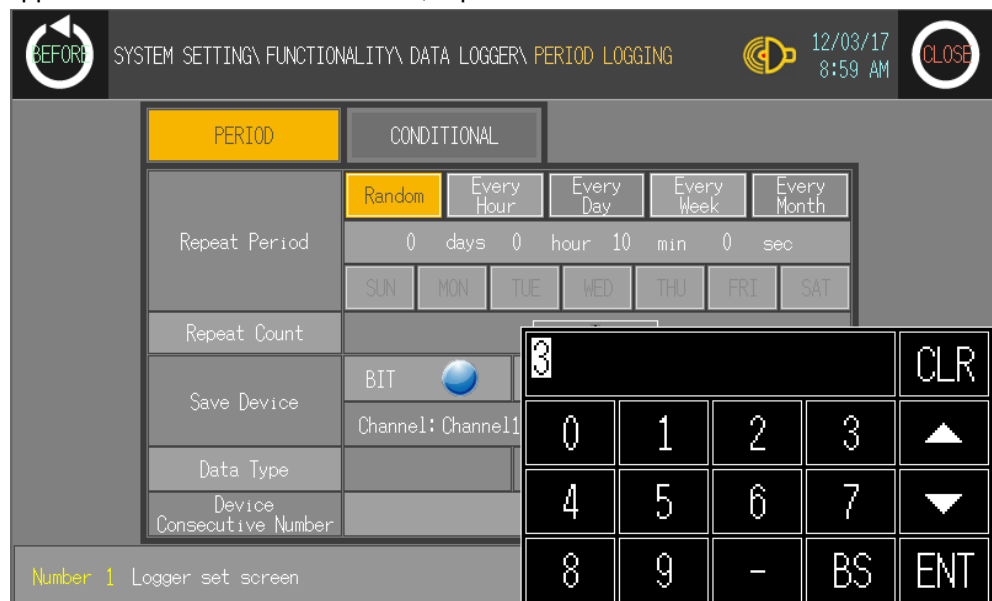 BEFORE
SYSTEM SETTING\ FUNCTIONALITY\ DATA LOGGER\ PERIOD LOGGING
12/03/17
8:59 AM
CLOSE
PERIOD
CONDITIONAL
Repeat Period
Random
Every
Hour
Every
Day
Every
Week
Every
Month
0 days 0 hour 10 min 0 sec
SUN MON TUE WED THU FRI SAT
Repeat Count
Save Device
BIT
Channel: Channel1
Data Type
Device
Consecutive Number
3
CLR
0 1 2 3
4 5 6 7
8 9 - BS ENT
Number 1 Logger set screen